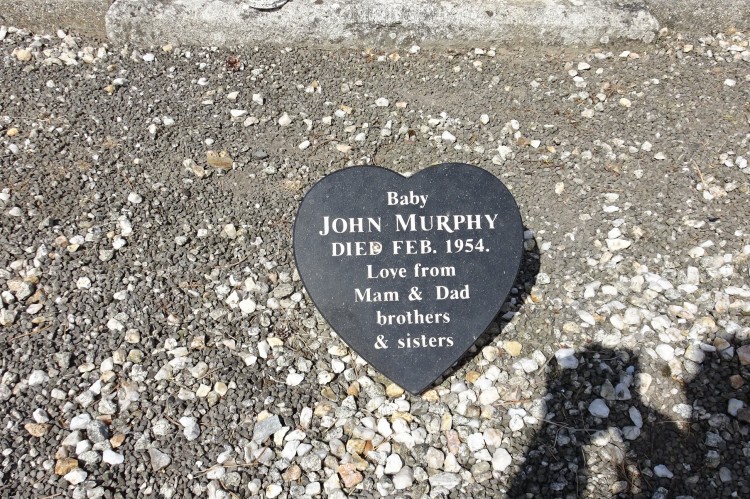 Baby
JOHN MURPHY
DIED FEB. 1954.
Love from
Mam & Dad
brothers
& sisters